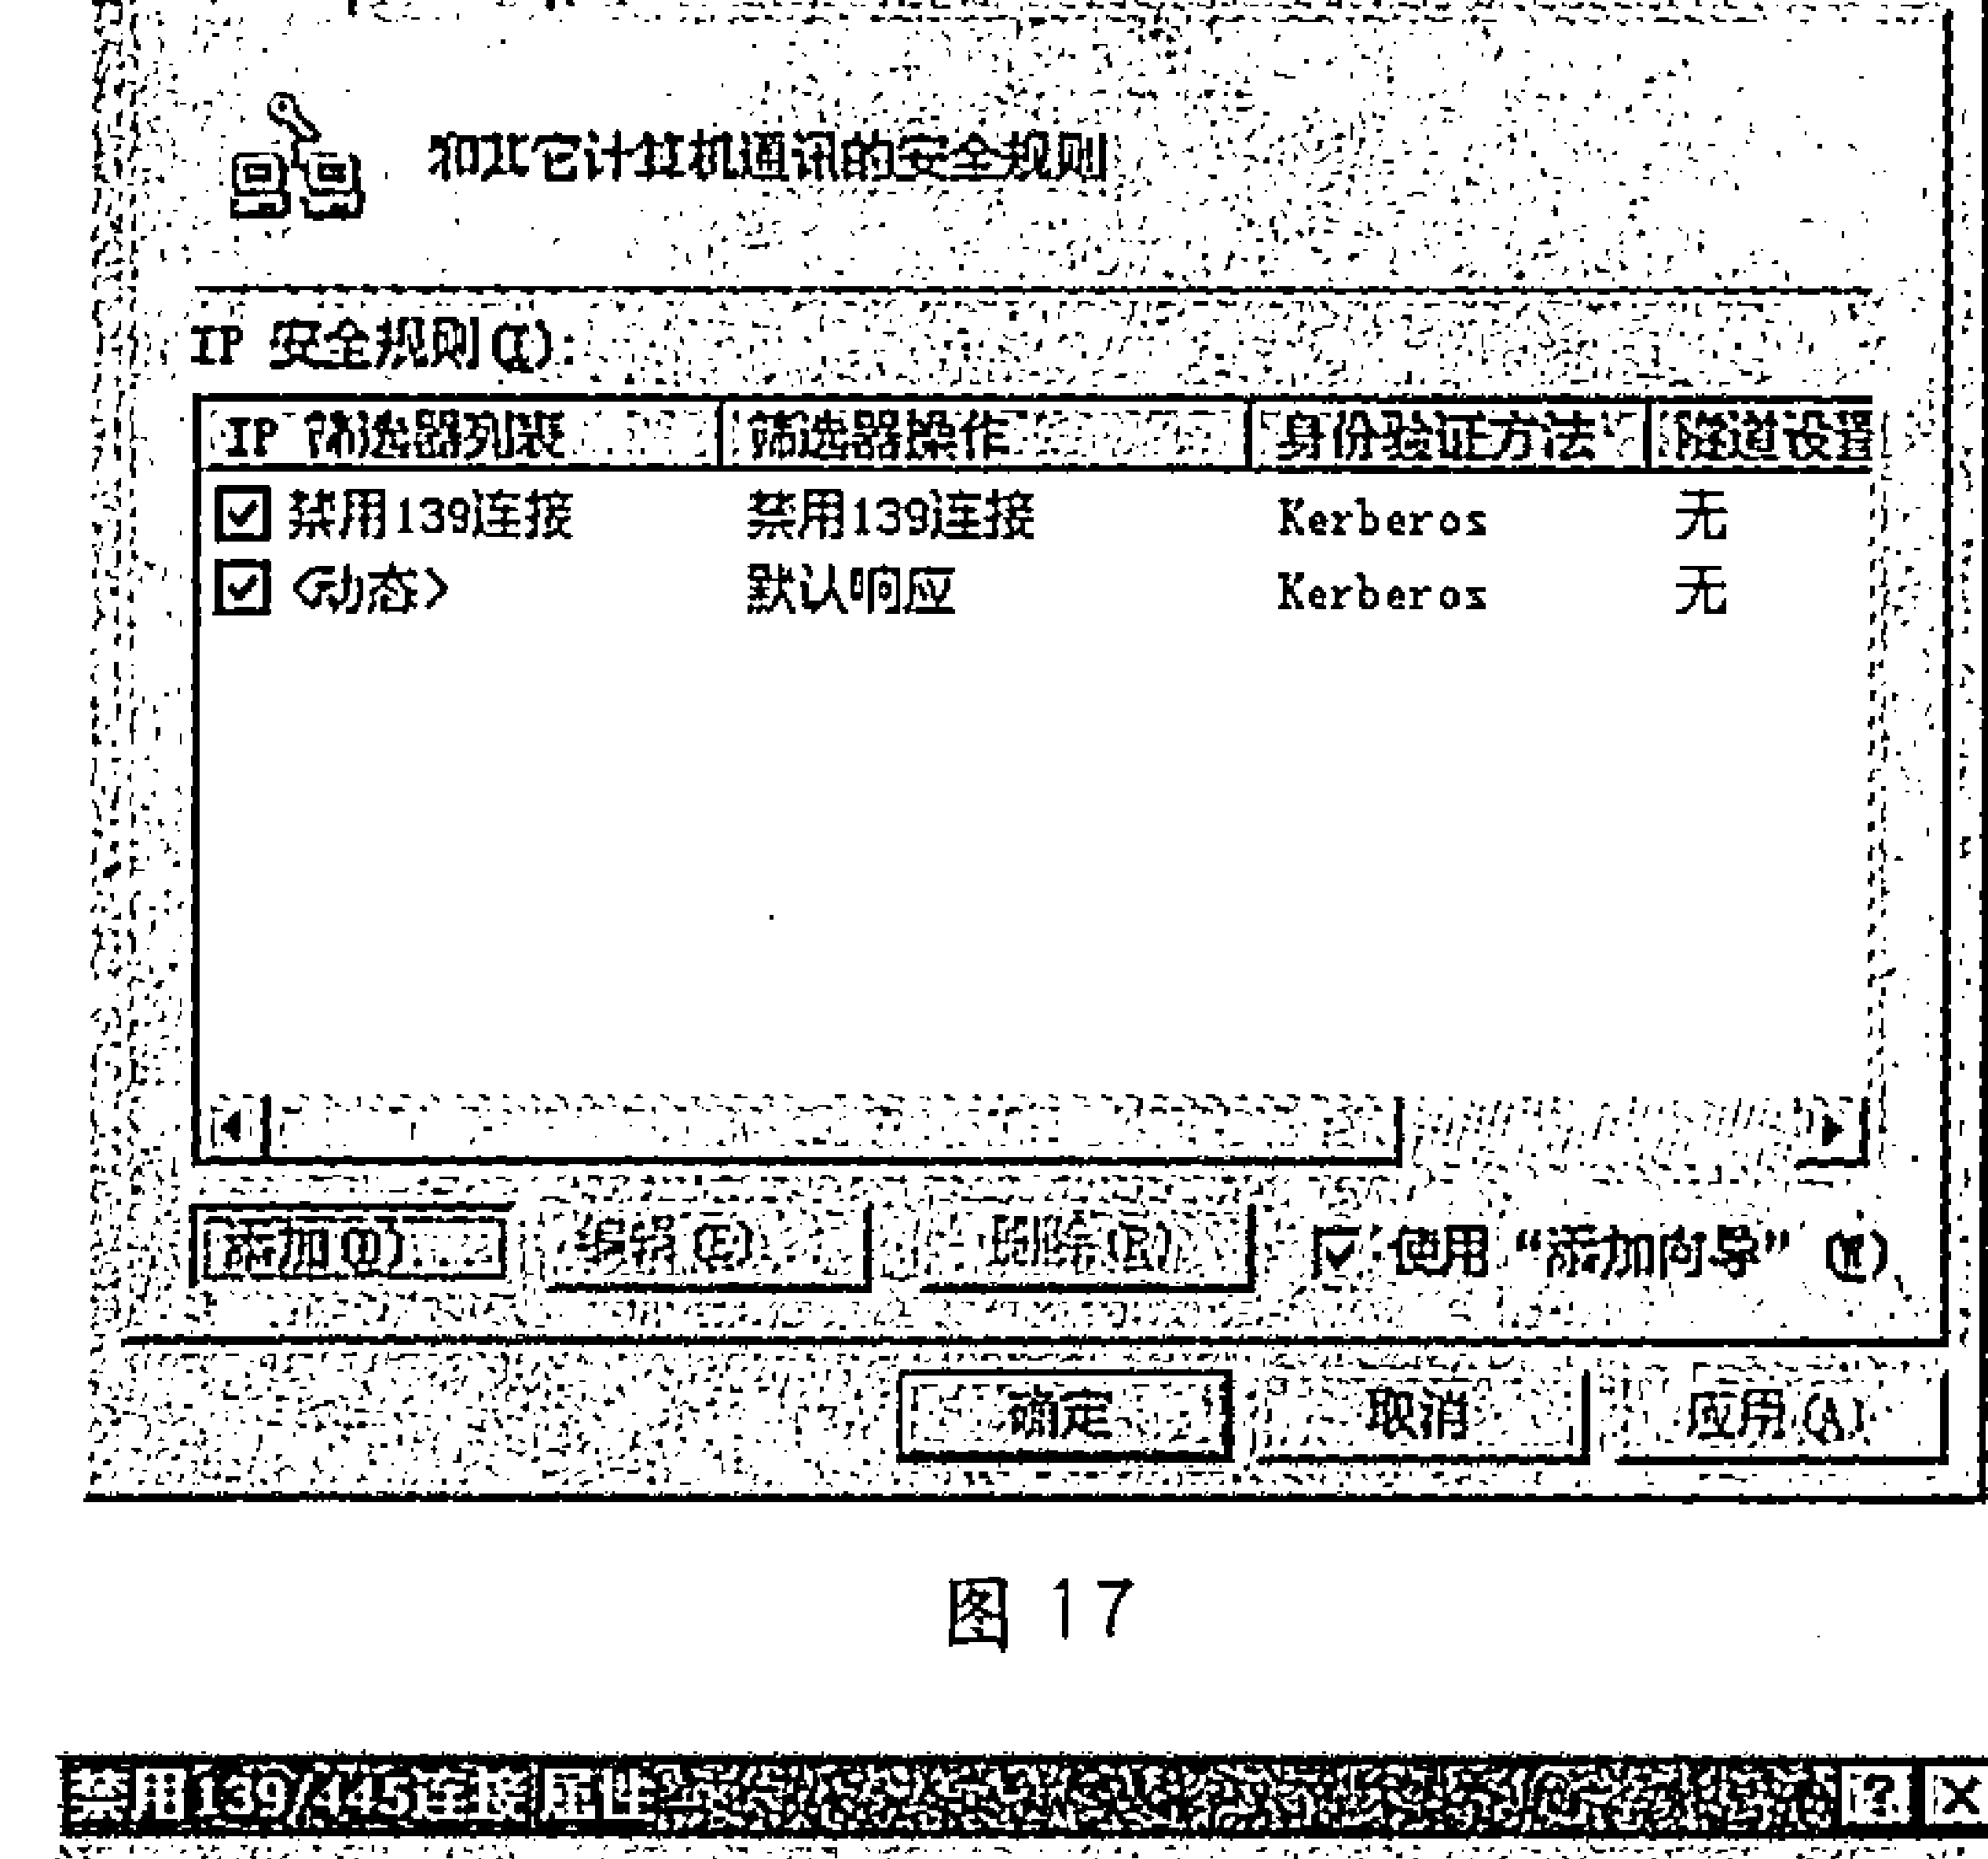 和其它计算机通讯的安全规则
IP 安全规则(I):
IP 筛选器列表 筛选器操作 身份验证方法 隧道设置
禁用139连接 禁用139连接 Kerberos 无
<动态> 默认响应 Kerberos 无
添加(D) 编辑(E) 删除(R) 使用“添加向导”(W)
确定 取消 应用(A)
图 17
禁用139/445连接 属性